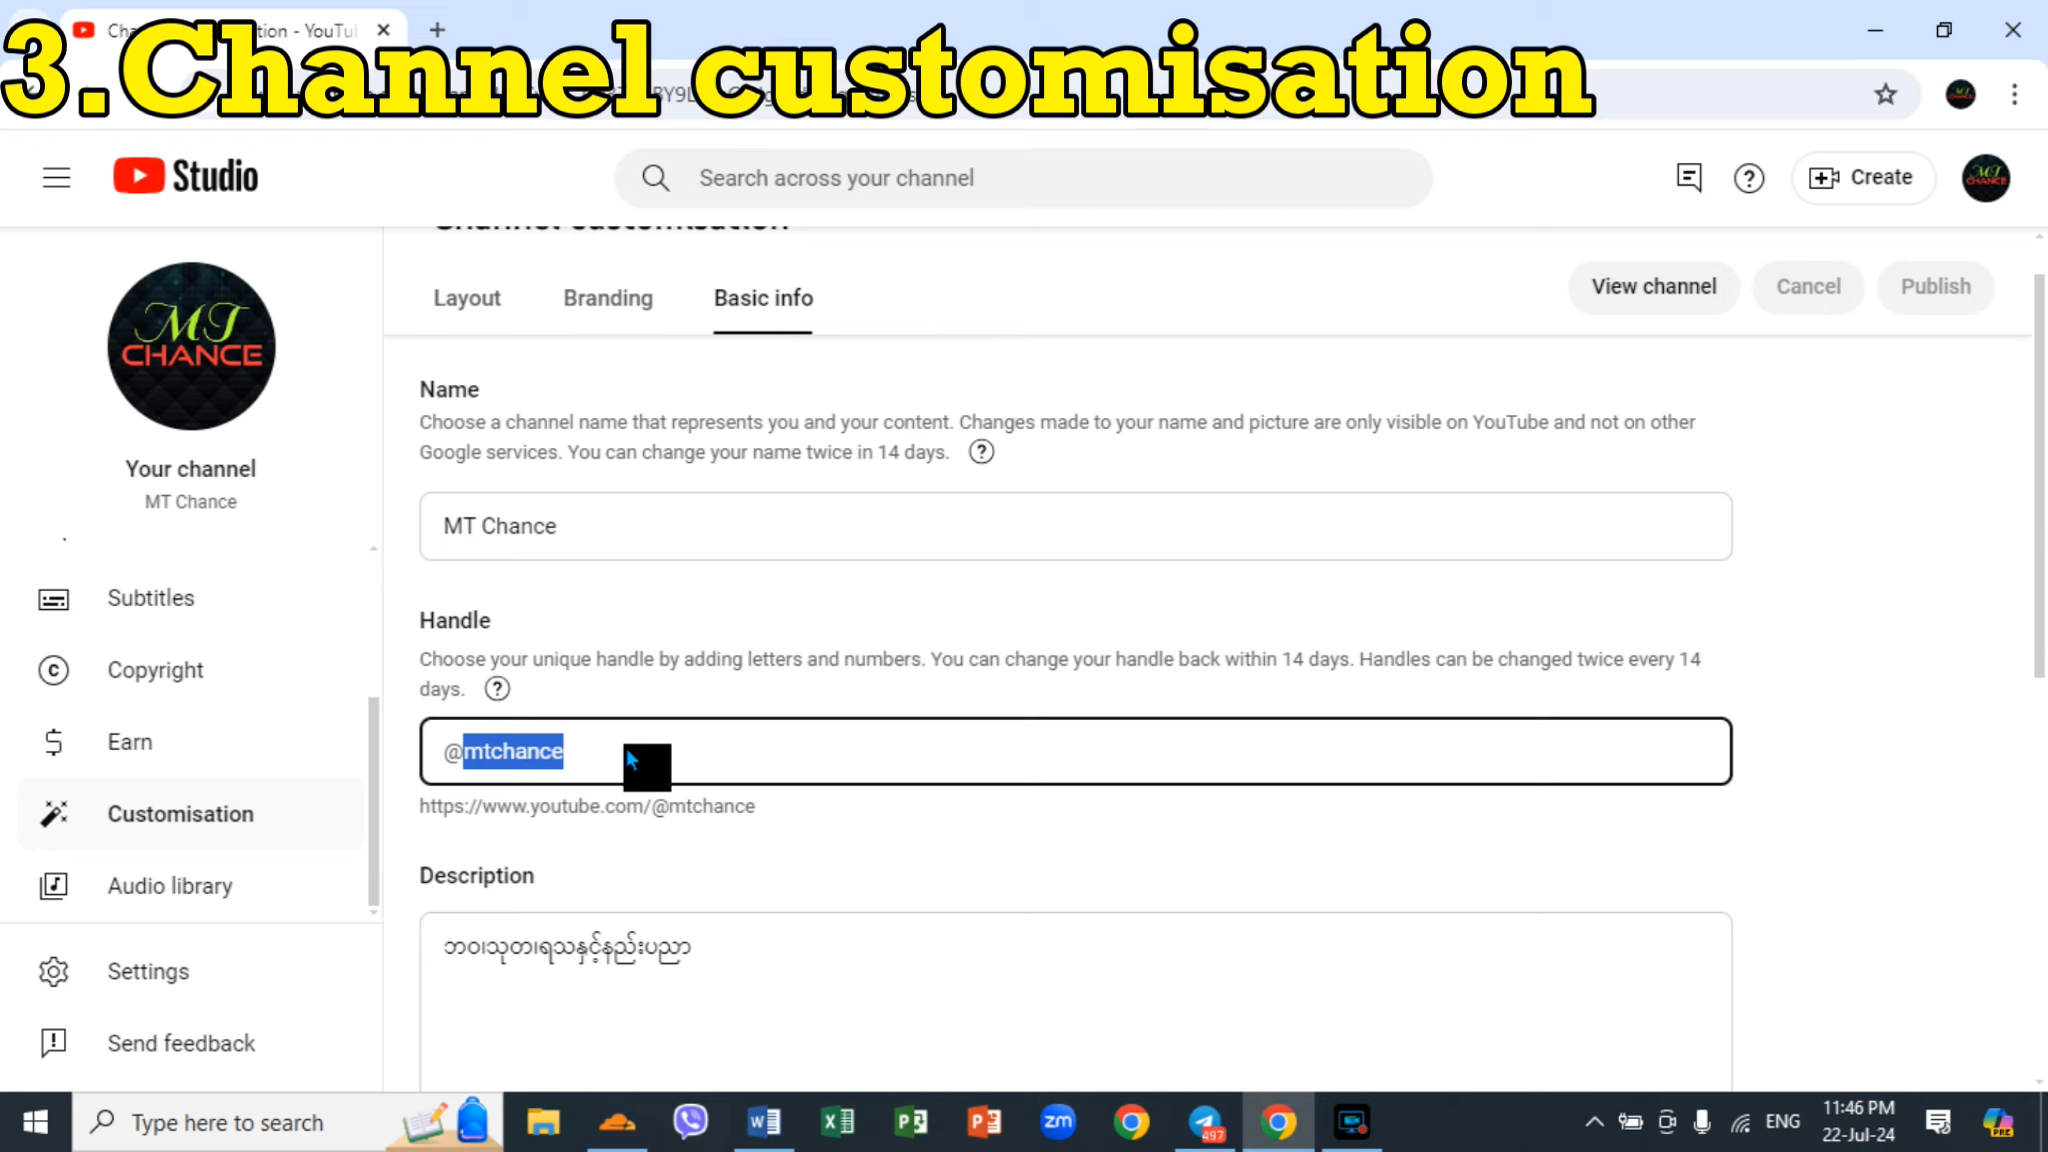 3.Channel customisation
Studio
Search across your channel
Create
MT
CHANCE
Your channel
MT Chance
Subtitles
Copyright
Earn
Customisation
Audio library
Settings
Send feedback
Layout
Branding
Basic info
View channel
Cancel
Publish
Name
Choose a channel name that represents you and your content. Changes made to your name and picture are only visible on YouTube and not on other
Google services. You can change your name twice in 14 days.
MT Chance
Handle
Choose your unique handle by adding letters and numbers. You can change your handle back within 14 days. Handles can be changed twice every 14
days.
@mtchance
https://www.youtube.com/@mtchance
Description
ဘဝ၊သုတ၊ရသနှင့်နည်းပညာ
Type here to search
zm
497
ENG
11:46 PM
22-Jul-24
PRE